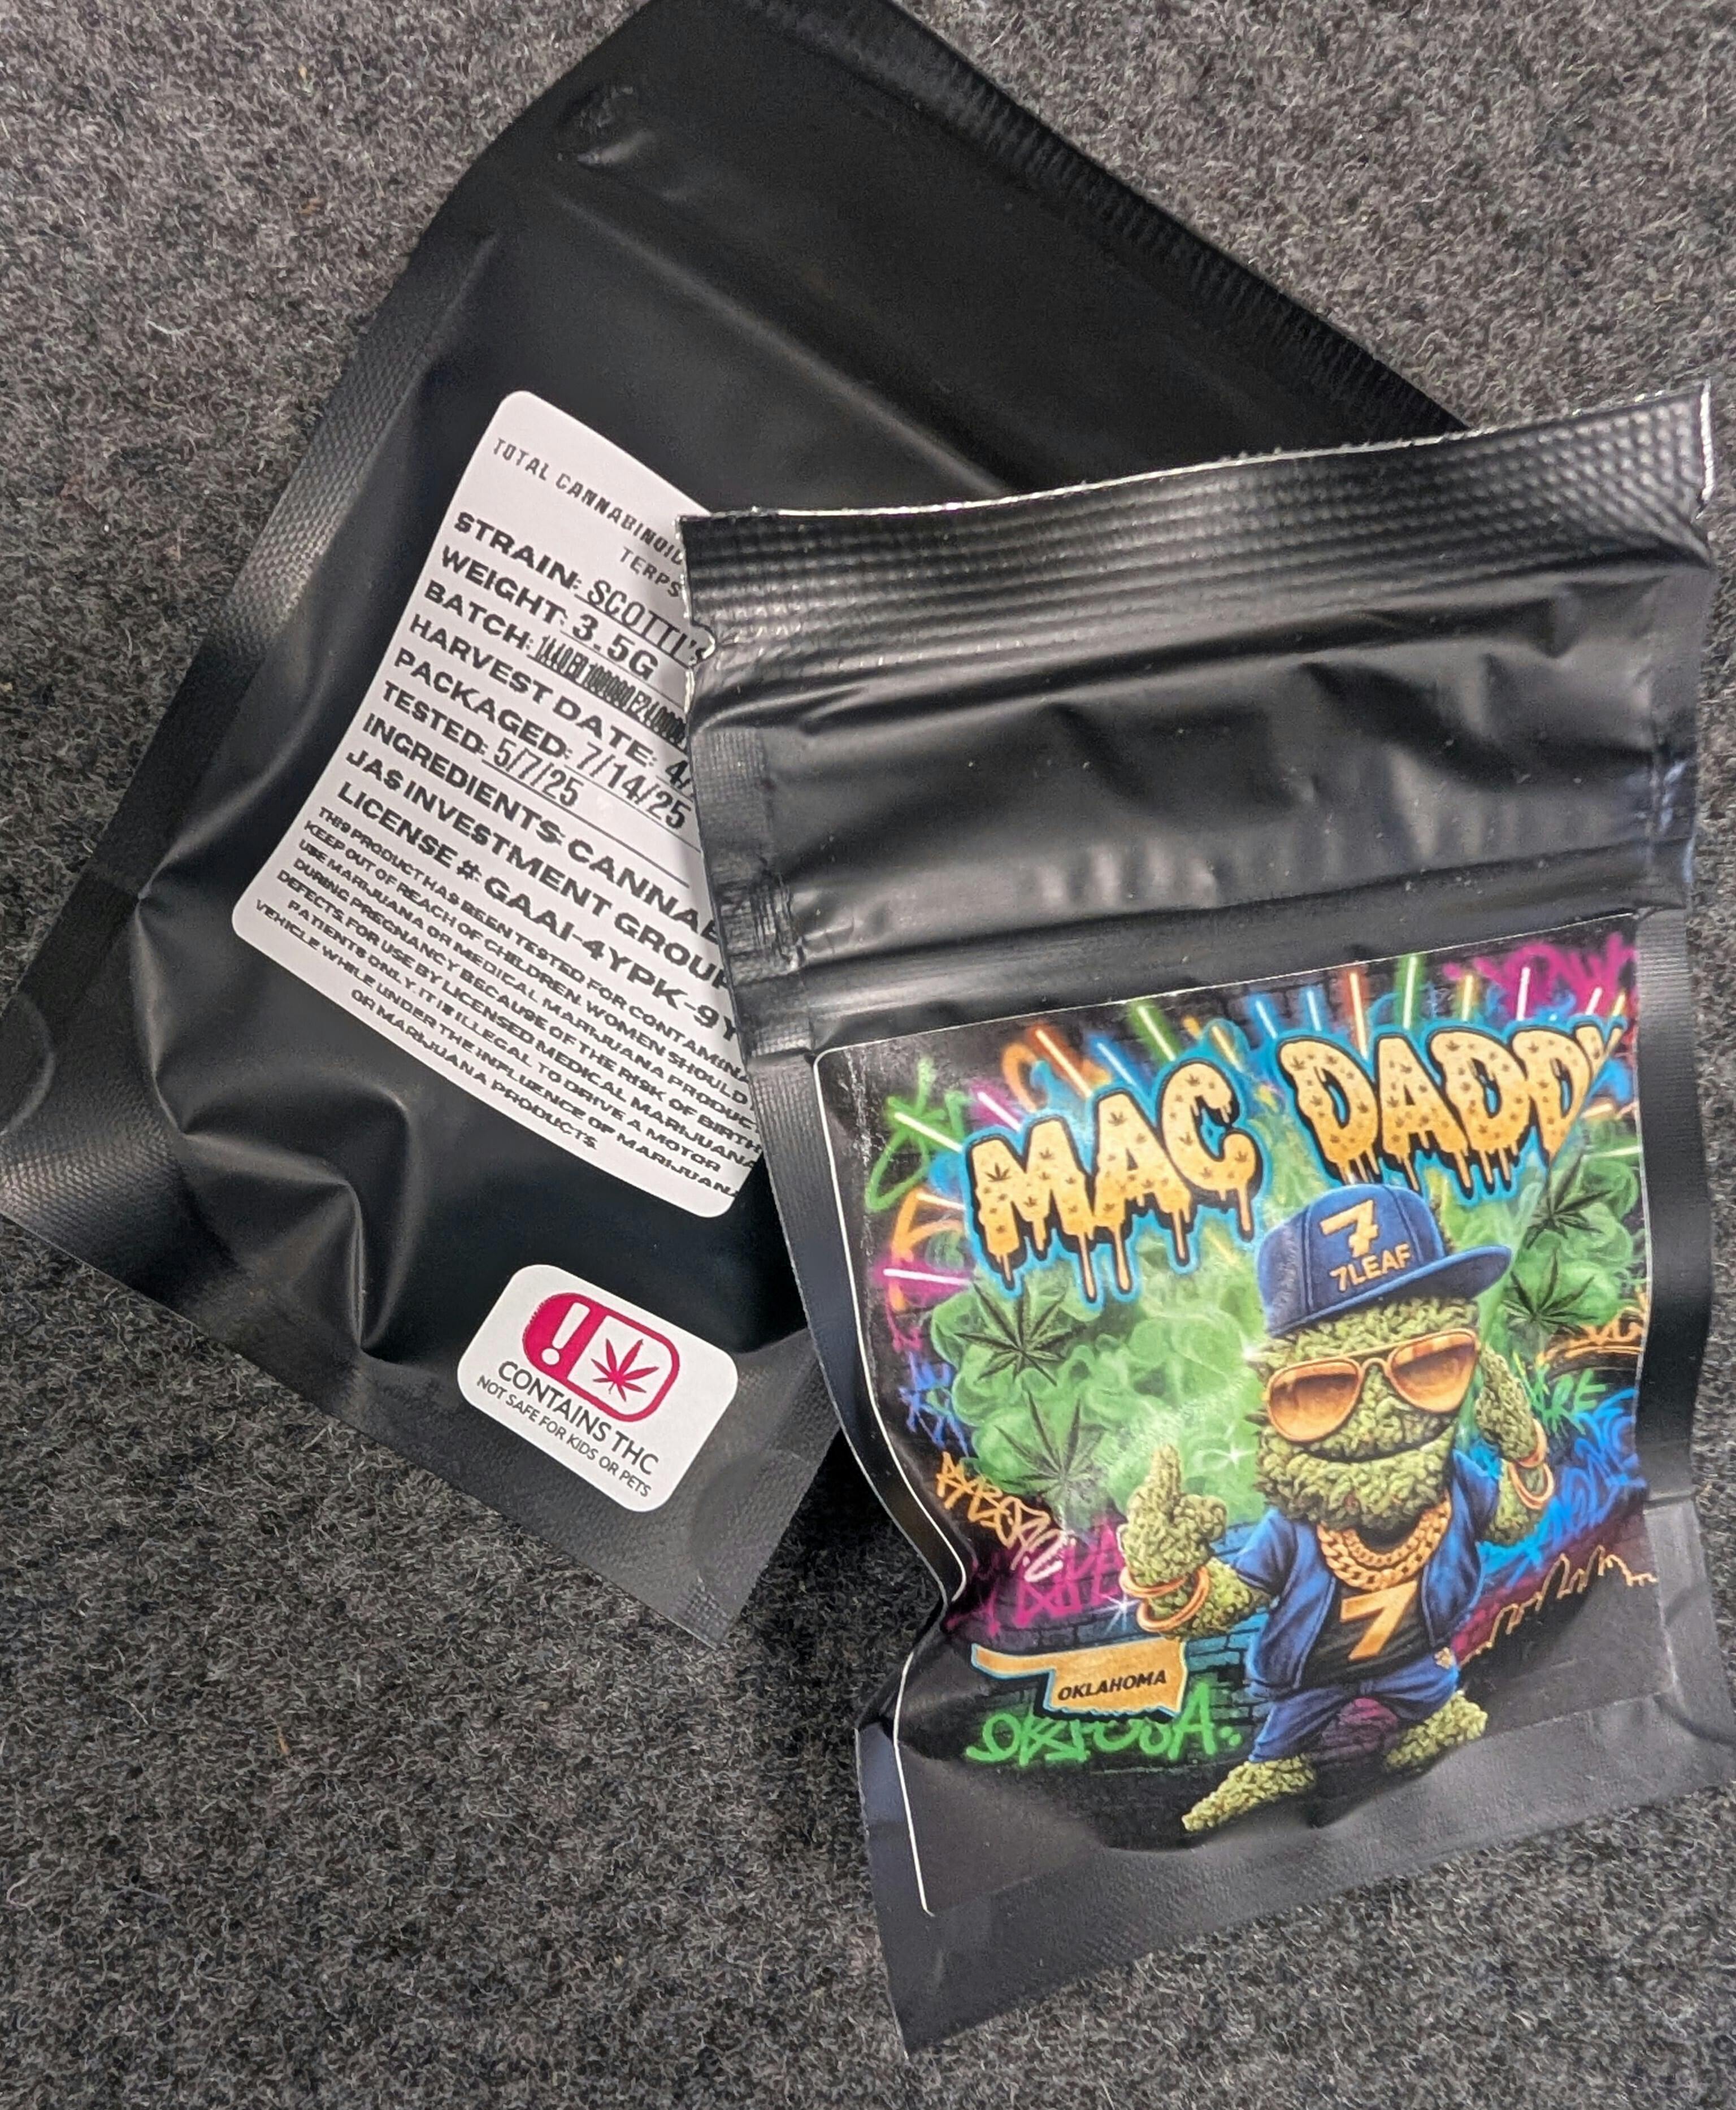 TOTAL CANNABINOID
TERPS
STRAIN: SCOTTI'S
WEIGHT: 3.5G
BATCH:
HARVEST DATE: 4/
PACKAGED: 7/14/25
TESTED: 5/7/25
INGREDIENTS: CANNAB
JAS INVESTMENT GROUP
LICENSE # GAAI-4YPK-9Y
THIS PRODUCT HAS BEEN TESTED FOR CONTAMINA
KEEP OUT OF REACH OF CHILDREN. WOMEN SHOULD
USE MARIJUANA OR MEDICAL MARIJUANA PRODUC
DURING PREGNANCY BECAUSE OF THE RISK OF BIRTH
DEFECTS. FOR USE BY LICENSED MEDICAL MARIJUANA
PATIENTS ONLY. IT IS ILLEGAL TO DRIVE A MOTOR
VEHICLE WHILE UNDER THE INFLUENCE OF MARIJUANA
OR MARIJUANA PRODUCTS.
CONTAINS THC
NOT SAFE FOR KIDS OR PETS
MAC DADDY
7
7LEAF
7
OKLAHOMA